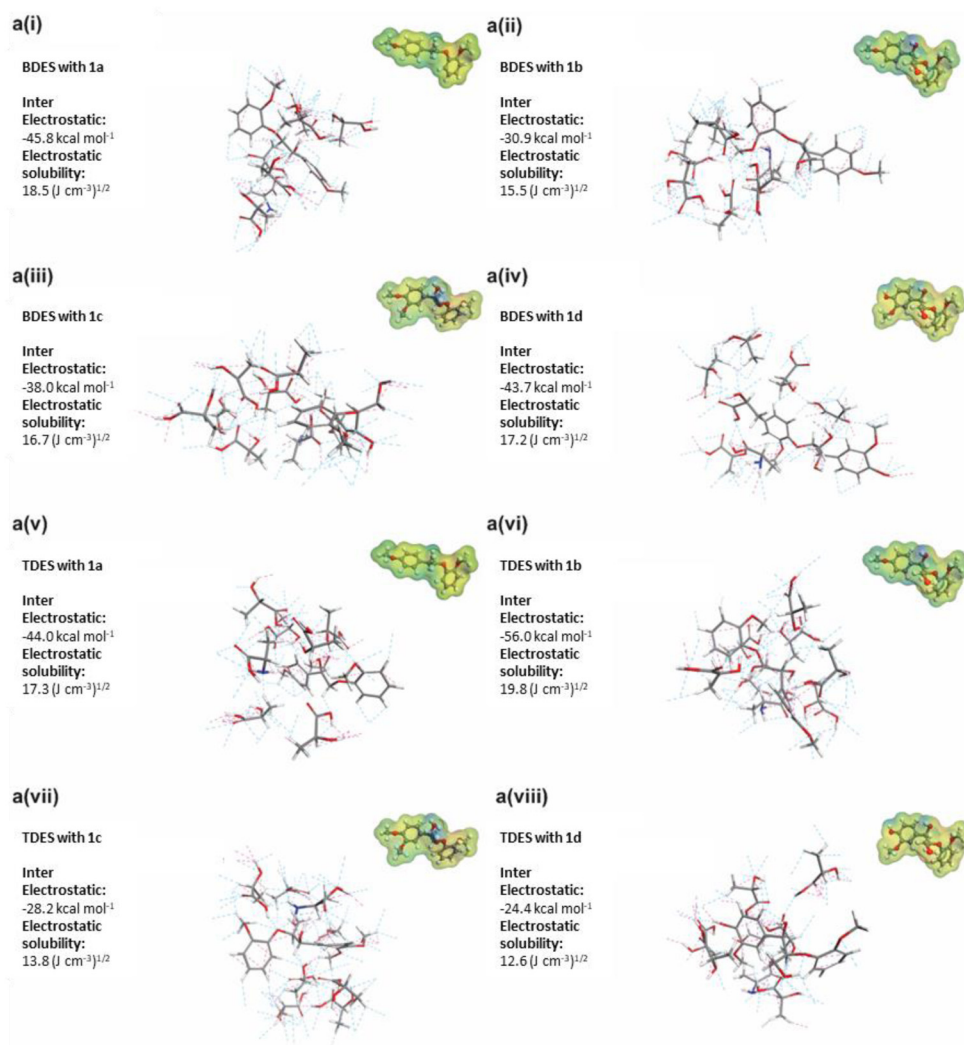 a(i)
BDES with 1a
Inter
Electrostatic:
-45.8 kcal mol⁻¹
Electrostatic
solubility:
18.5 (J cm⁻³)¹/²
a(ii)
BDES with 1b
Inter
Electrostatic:
-30.9 kcal mol⁻¹
Electrostatic
solubility:
15.5 (J cm⁻³)¹/²
a(iii)
BDES with 1c
Inter
Electrostatic:
-38.0 kcal mol⁻¹
Electrostatic
solubility:
16.7 (J cm⁻³)¹/²
a(iv)
BDES with 1d
Inter
Electrostatic:
-43.7 kcal mol⁻¹
Electrostatic
solubility:
17.2 (J cm⁻³)¹/²
a(v)
TDES with 1a
Inter
Electrostatic:
-44.0 kcal mol⁻¹
Electrostatic
solubility:
17.3 (J cm⁻³)¹/²
a(vi)
TDES with 1b
Inter
Electrostatic:
-56.0 kcal mol⁻¹
Electrostatic
solubility:
19.8 (J cm⁻³)¹/²
a(vii)
TDES with 1c
Inter
Electrostatic:
-28.2 kcal mol⁻¹
Electrostatic
solubility:
13.8 (J cm⁻³)¹/²
a(viii)
TDES with 1d
Inter
Electrostatic:
-24.4 kcal mol⁻¹
Electrostatic
solubility:
12.6 (J cm⁻³)¹/²